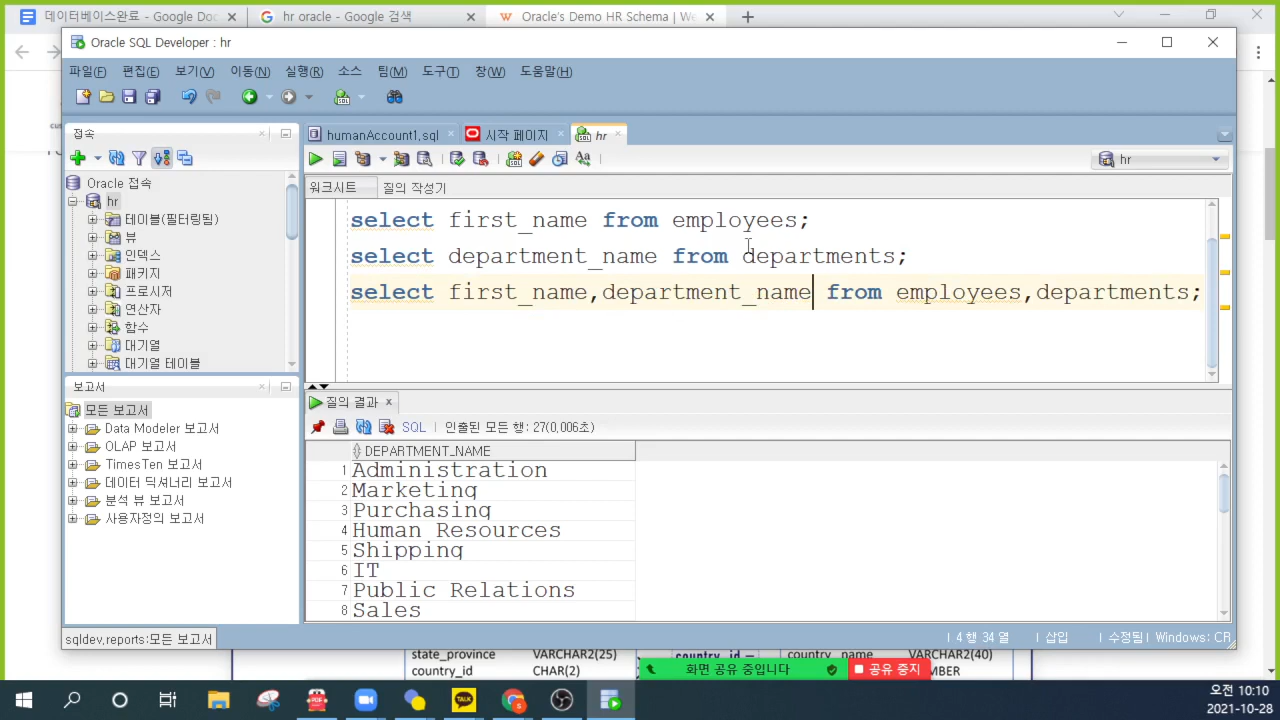 데이터베이스완료 - Google Doc
hr oracle - Google 검색
Oracle's Demo HR Schema | We
Oracle SQL Developer : hr
파일(F) 편집(E) 보기(V) 이동(N) 실행(R) 소스 팀(M) 도구(T) 창(W) 도움말(H)
접속
humanAccount1.sql
시작 페이지
hr
hr
Oracle 접속
hr
테이블(필터링됨)
뷰
인덱스
패키지
프로시저
연산자
함수
대기열
대기열 테이블
워크시트 질의 작성기
select first_name from employees;
select department_name from departments;
select first_name,department_name from employees,departments;
보고서
모든 보고서
Data Modeler 보고서
OLAP 보고서
TimesTen 보고서
데이터 딕셔너리 보고서
분석 뷰 보고서
사용자정의 보고서
질의 결과
SQL | 인출된 모든 행: 27(0,006초)
DEPARTMENT_NAME
1 Administration
2 Marketing
3 Purchasing
4 Human Resources
5 Shipping
6 IT
7 Public Relations
8 Sales
sqldev.reports:모든 보고서
4 행 34 열 | 삽입 | 수정됨 | Windows: CR
state_province VARCHAR2(25)
country_id CHAR(2)
country_id
country_name VARCHAR2(40)
화면 공유 중입니다
공유 중지
TALK
오전 10:10
2021-10-28